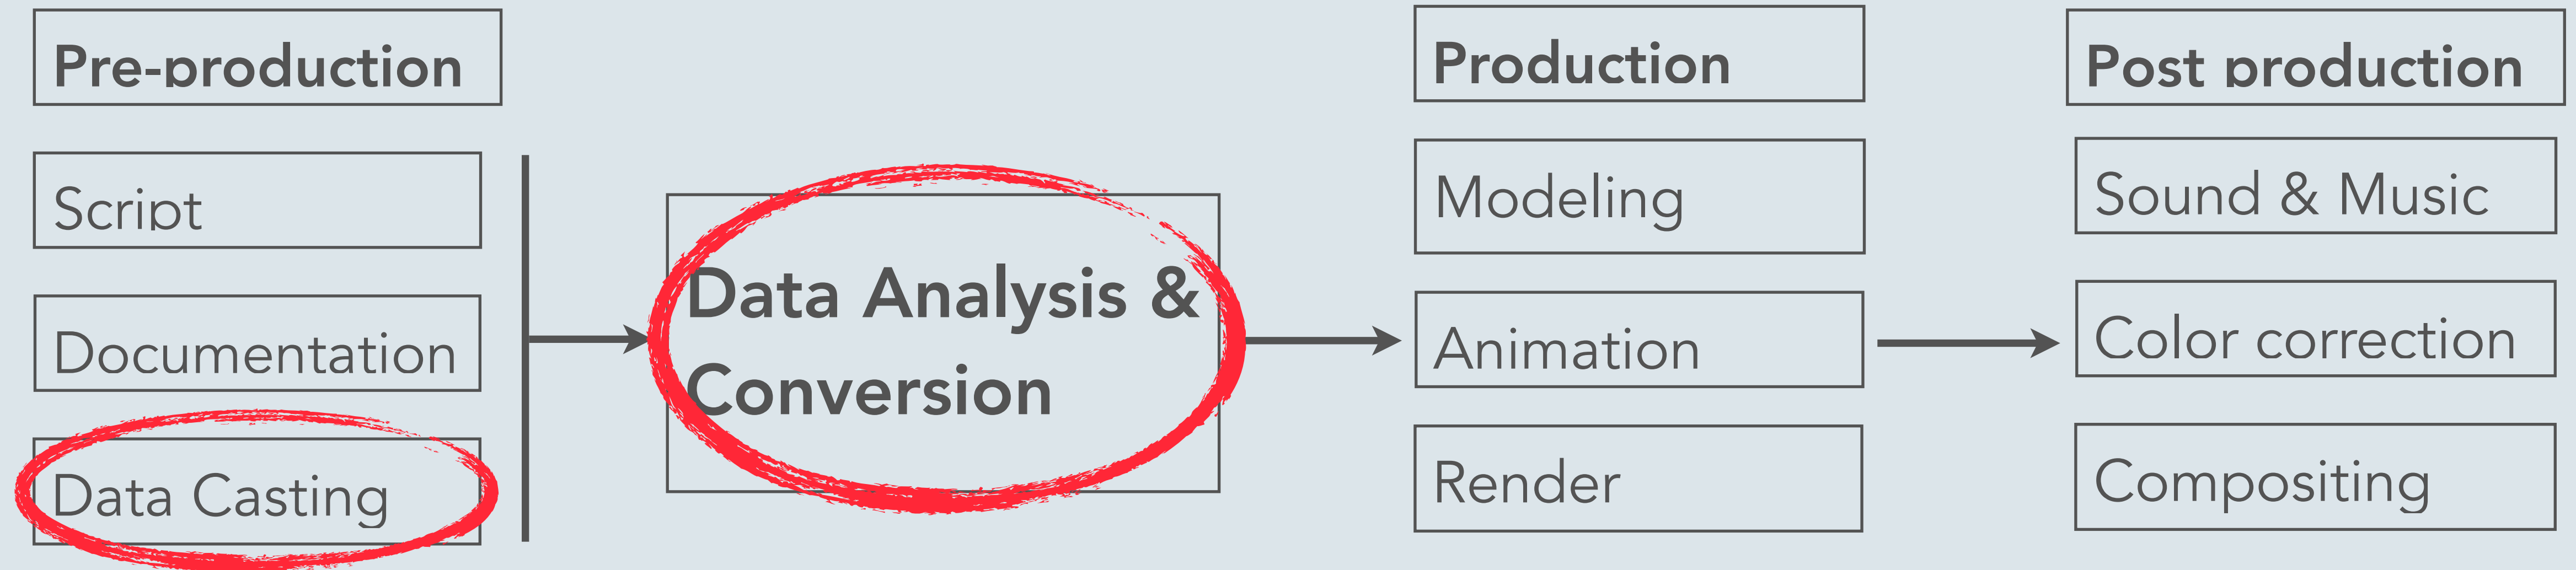 Pre-production
Script
Documentation
Data Casting
Data Analysis &
Conversion
Production
Modeling
Animation
Render
Post production
Sound & Music
Color correction
Compositing